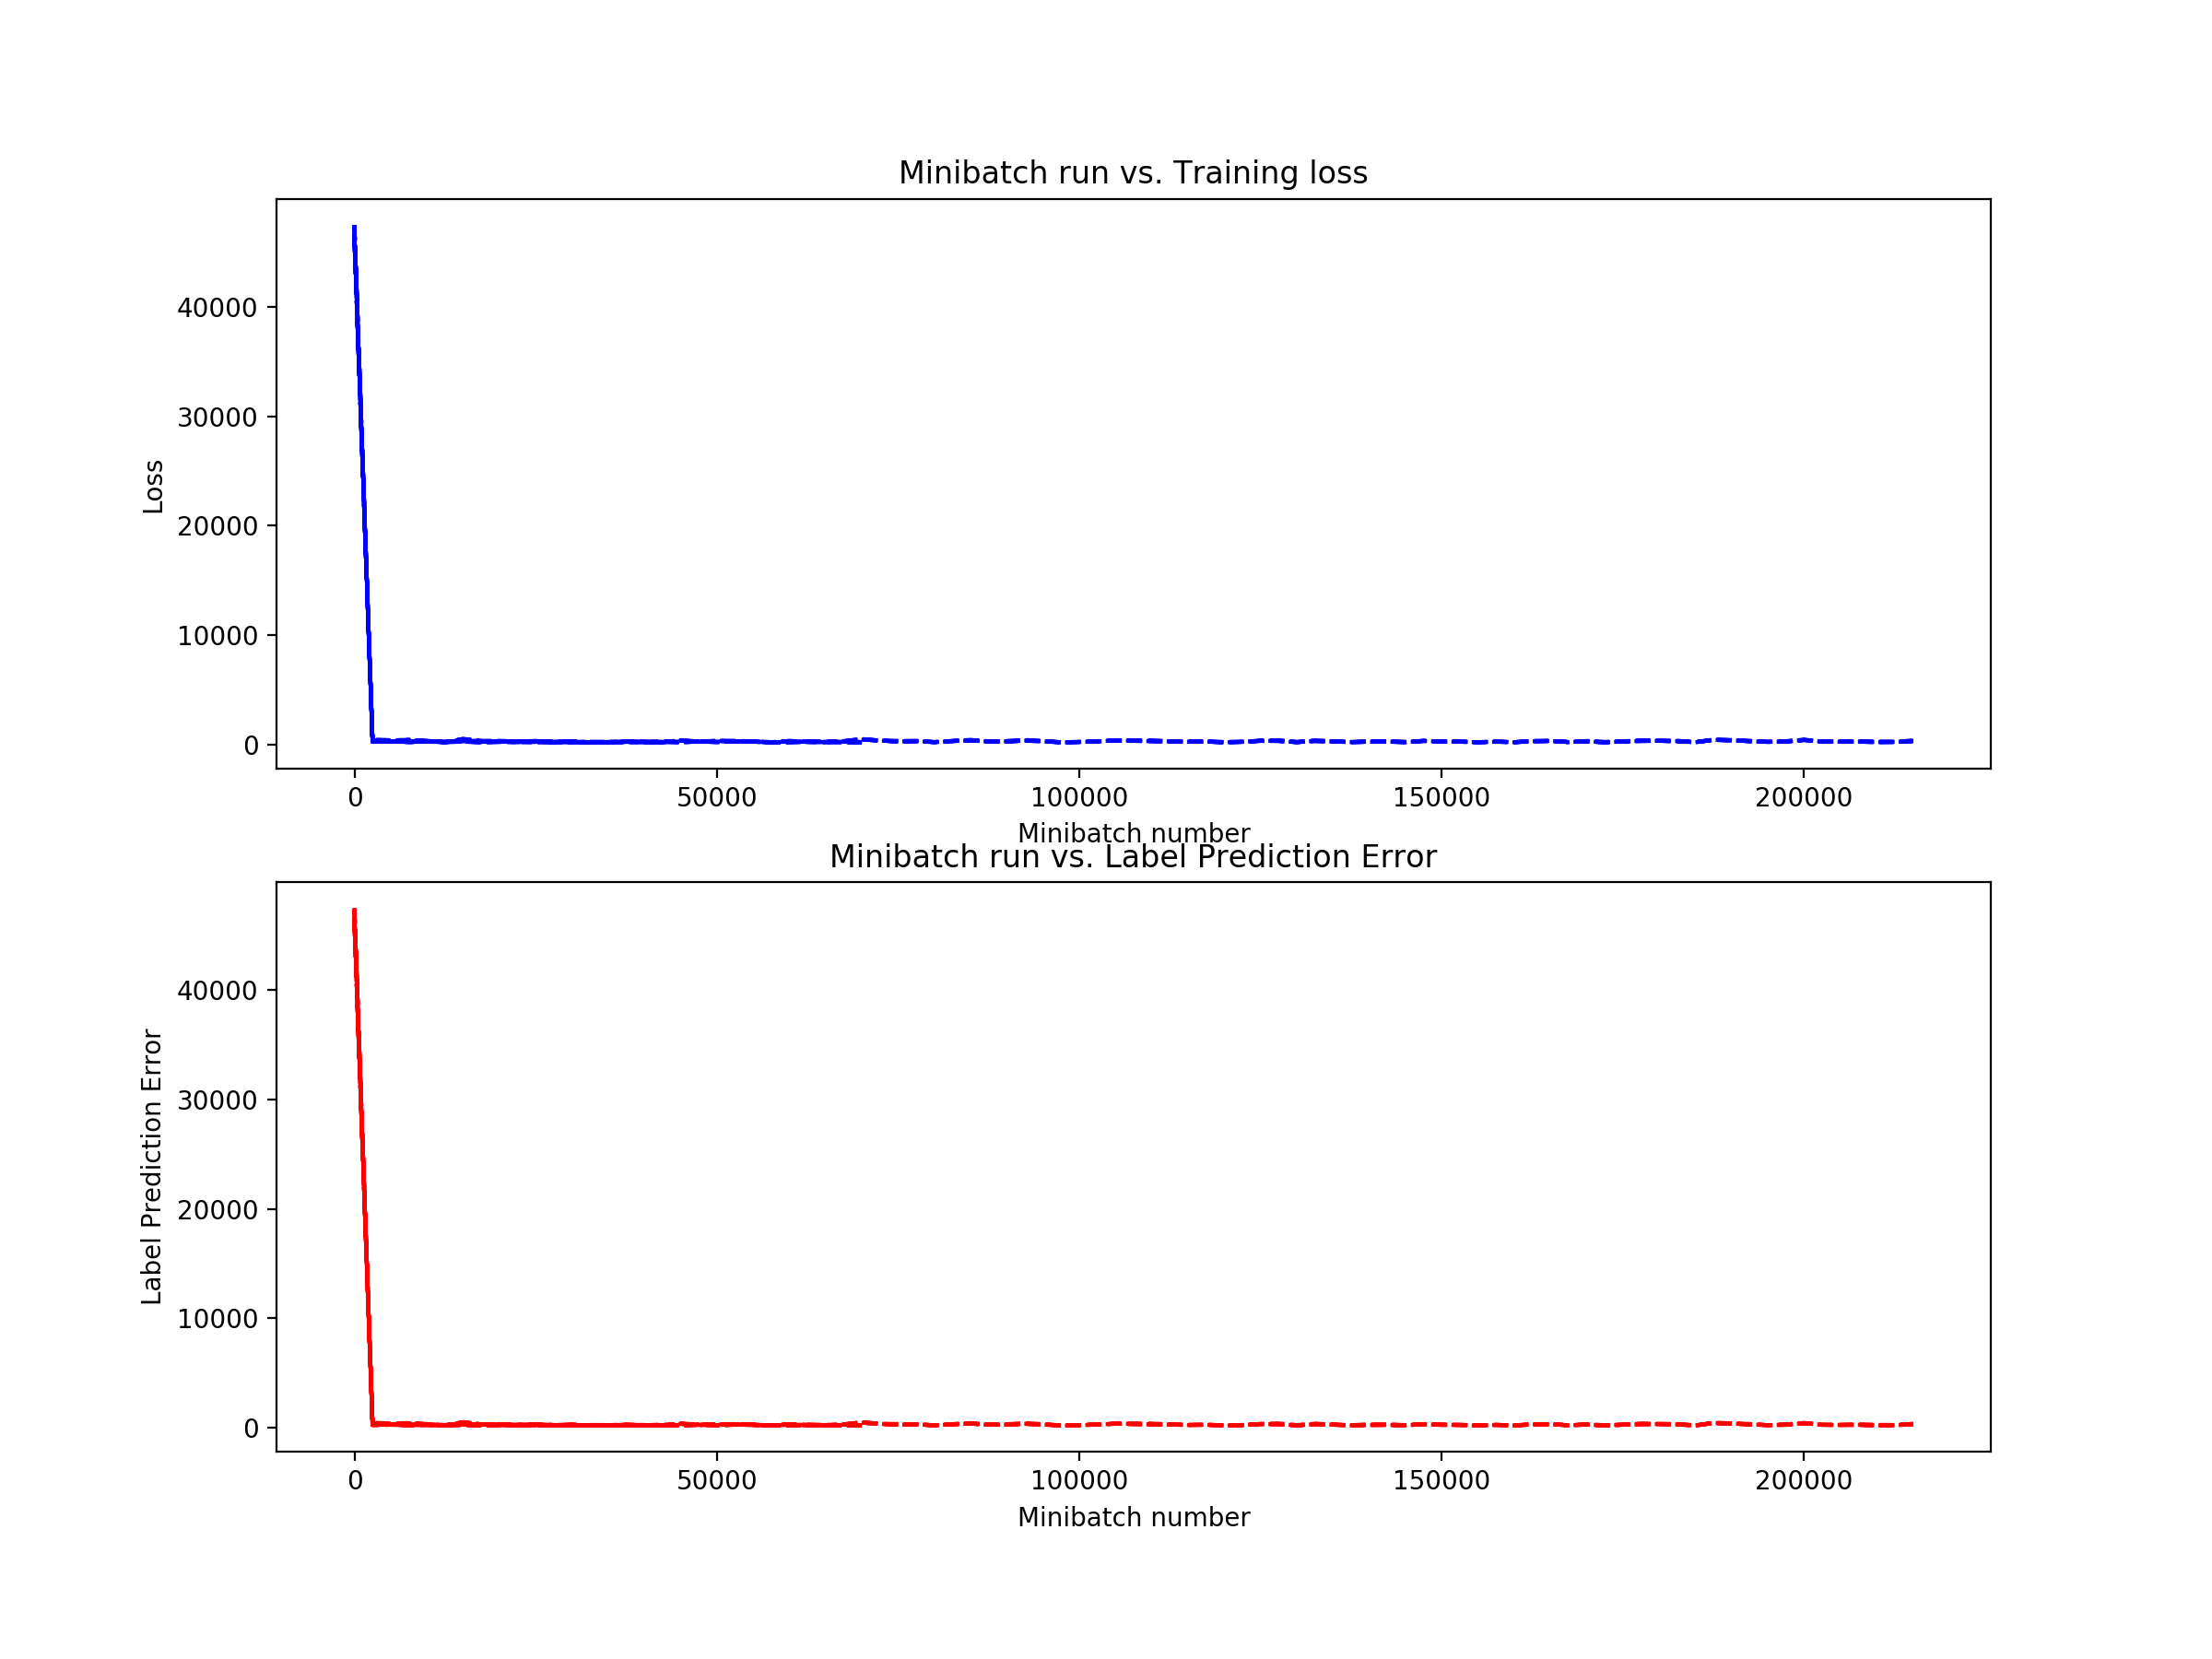 Minibatch run vs. Training loss
Loss
40000
30000
20000
10000
0
0 50000 100000 150000 200000
Minibatch number
Minibatch run vs. Label Prediction Error
Label Prediction Error
40000
30000
20000
10000
0
0 50000 100000 150000 200000
Minibatch number